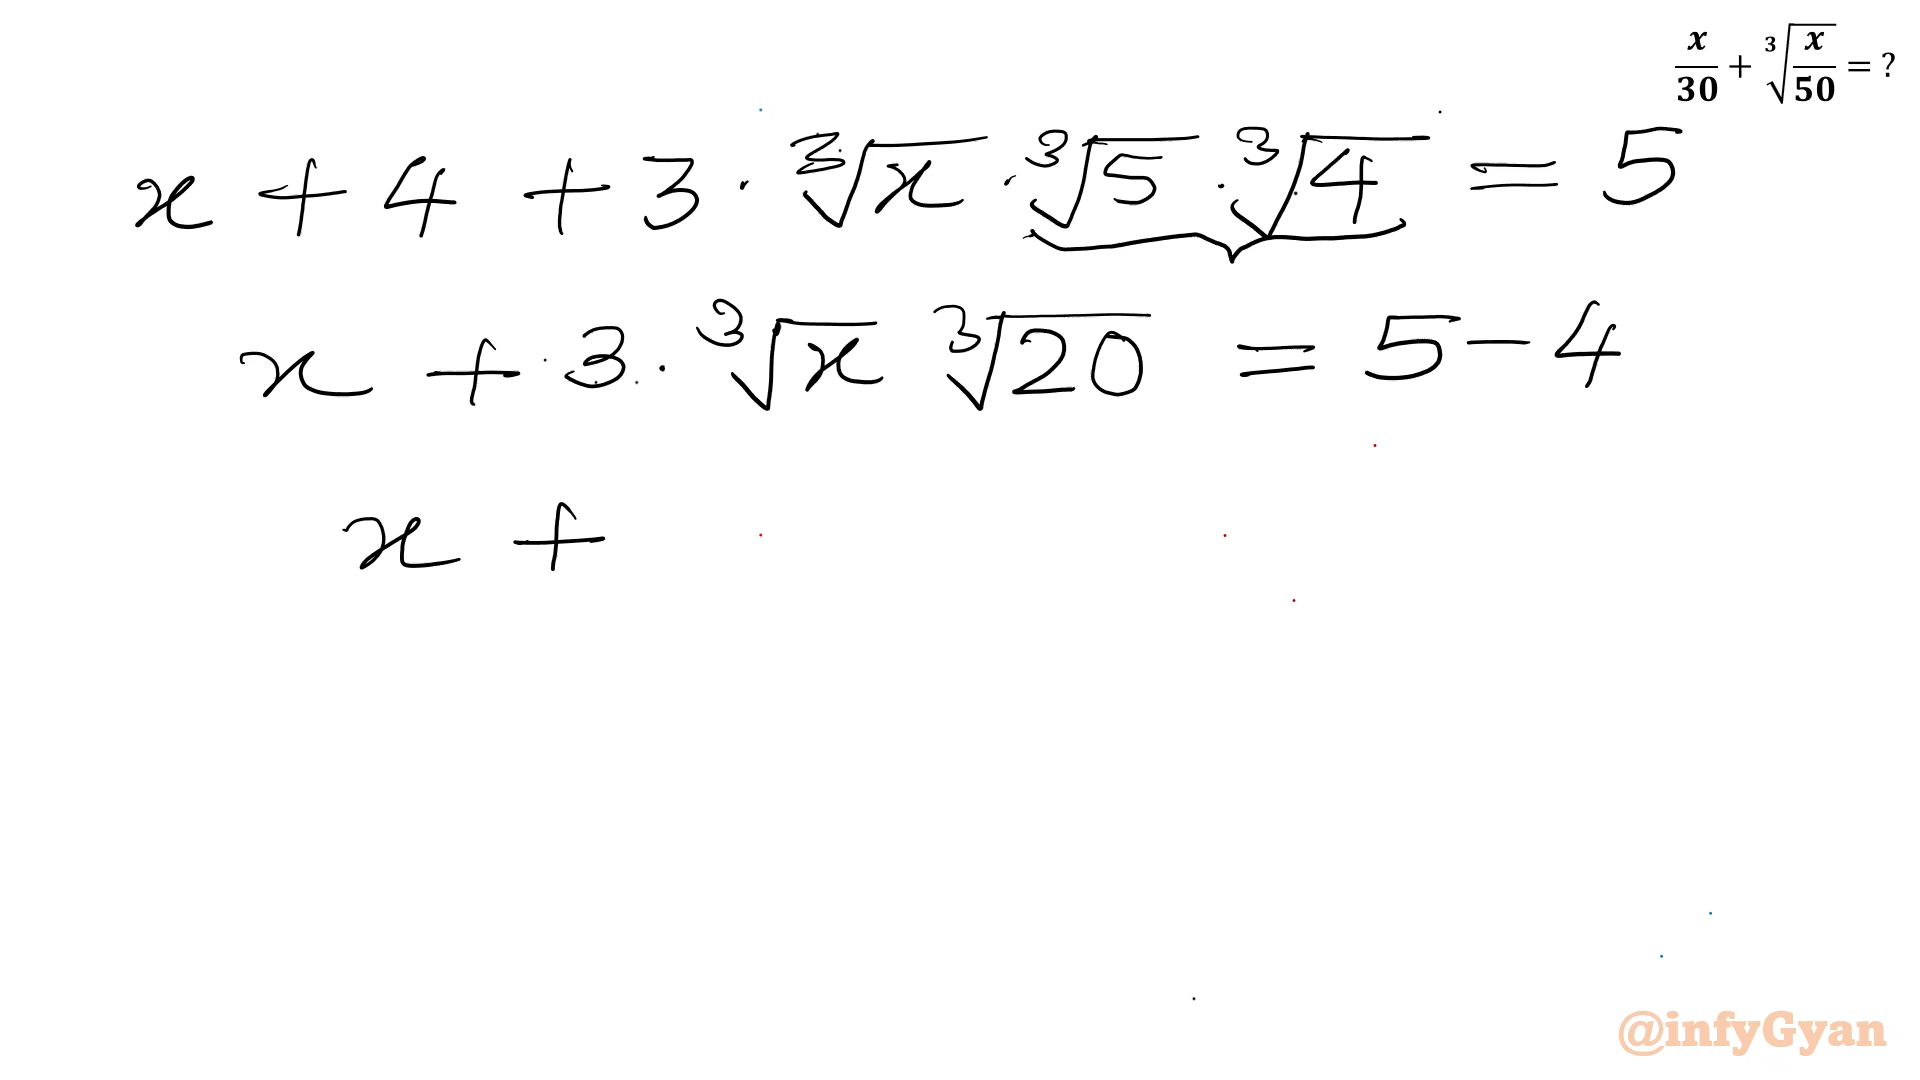 x/30 + ∛(x/50) = ?
x + 4 + 3 · ∛x · ∛5 · ∛4 = 5
x + 3 · ∛x ∛20 = 5 − 4
x +
@infyGyan